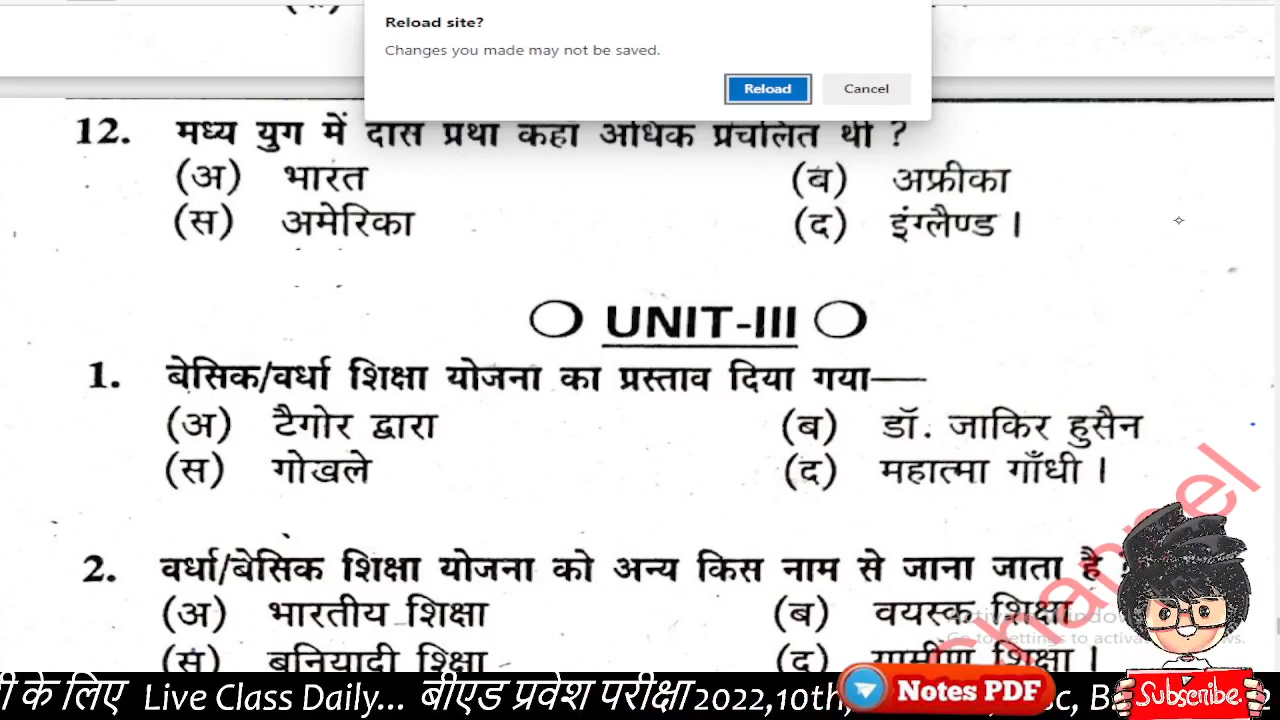 Reload site?
Changes you made may not be saved.
Reload Cancel
12. मध्य युग में दास प्रथा कहाँ अधिक प्रचलित थी ?
(अ) भारत (ब) अफ्रीका
(स) अमेरिका (द) इंग्लैण्ड ।
UNIT-III
1. बेसिक/वर्धा शिक्षा योजना का प्रस्ताव दिया गया—
(अ) टैगोर द्वारा (ब) डॉ. जाकिर हुसैन
(स) गोखले (द) महात्मा गाँधी ।
2. वर्धा/बेसिक शिक्षा योजना को अन्य किस नाम से जाना जाता है
(अ) भारतीय शिक्षा (ब) वयस्क शिक्षा
(स) बुनियादी शिक्षा (द) ग्रामीण शिक्षा ।
Channel
के लिए Live Class Daily... बीएड प्रवेश परीक्षा 2022,10th,
Notes PDF
Subscribe